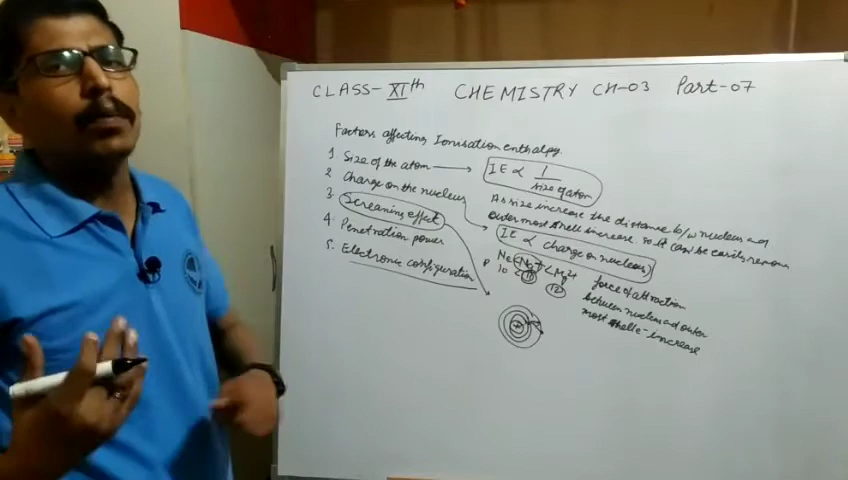 CLASS - XIth CHEMISTRY CH-03 Part-07
Factors affecting Ionisation enthalpy.
1 Size of the atom → IE ∝ 1/size of atom
2 Charge on the nucleus
3. Screaning effect
4. Penetration power
5. Electronic configuration
As size increase the distance b/w nucleus and
outer most shell increase. so it can be easily remove
IE ∝ charge on nucleus
Ne < Na+ < Mg2+
10 < 11 12
force of attraction
between nucleus ad outer
most shell - increase